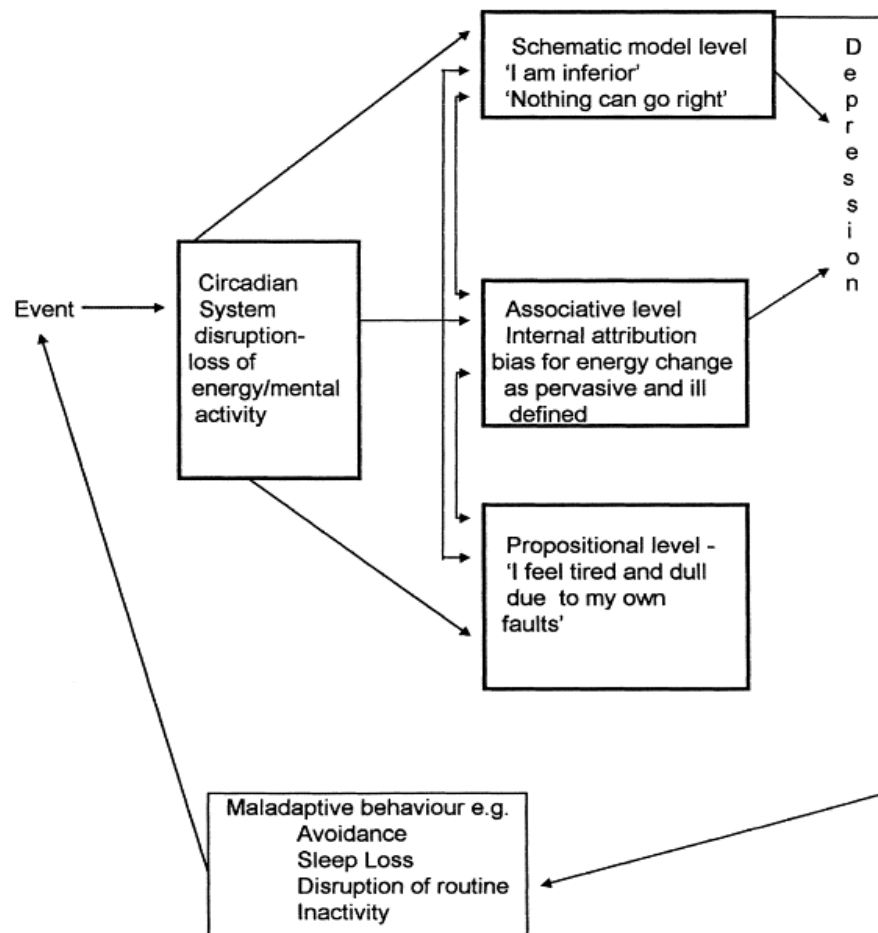 Schematic model level
'I am inferior'
'Nothing can go right'
Depression
Event
Circadian
System
disruption-
loss of
energy/mental
activity
Associative level
Internal attribution
bias for energy change
as pervasive and ill
defined
Propositional level -
'I feel tired and dull
due to my own
faults'
Maladaptive behaviour e.g.
Avoidance
Sleep Loss
Disruption of routine
Inactivity